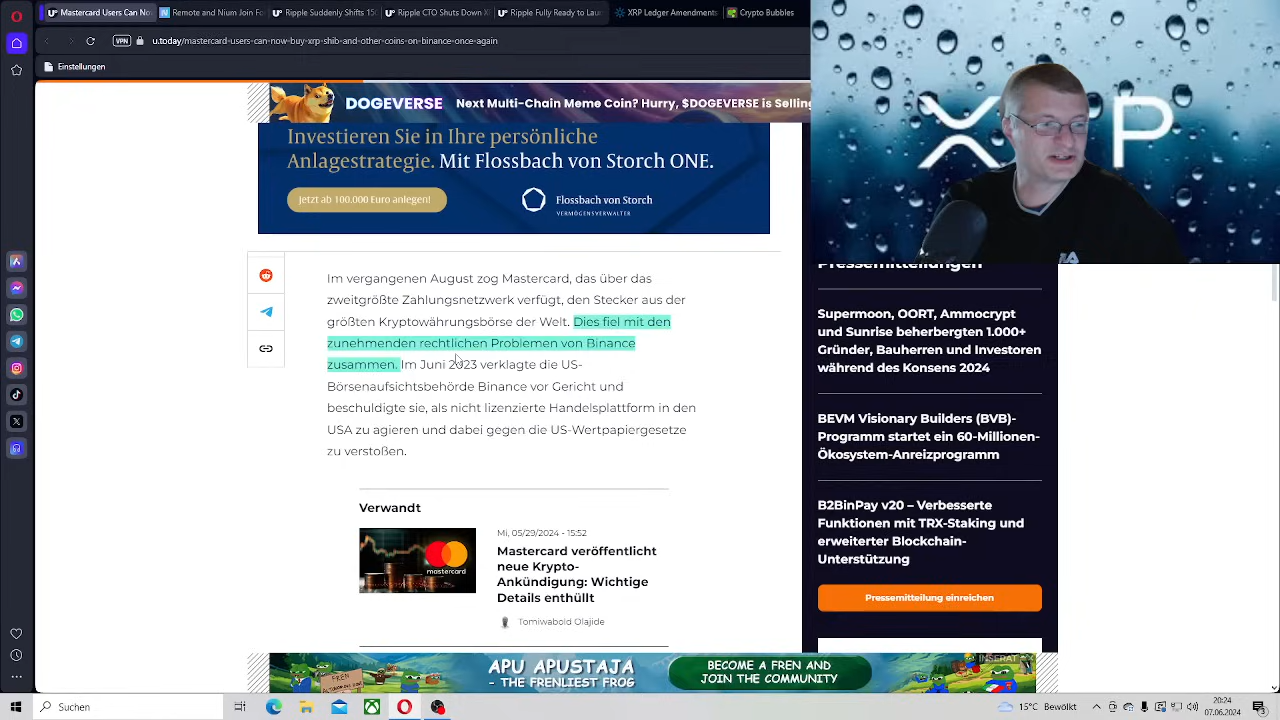 Mastercard Users Can Now
Remote and Nium Join Fo
Ripple Suddenly Shifts 150
Ripple CTO Shuts Down X
Ripple Fully Ready to Lau
XRP Ledger Amendments
Crypto Bubbles
VPN
u.today/mastercard-users-can-now-buy-xrp-shib-and-other-coins-on-binance-once-again
Einstellungen
DOGEVERSE
Next Multi-Chain Meme Coin? Hurry, $DOGEVERSE is Selling
Investieren Sie in Ihre persönliche
Anlagestrategie. Mit Flossbach von Storch ONE.
Jetzt ab 100.000 Euro anlegen!
Flossbach von Storch
VERMÖGENSVERWALTER
XRP
Im vergangenen August zog Mastercard, das über das
zweitgrößte Zahlungsnetzwerk verfügt, den Stecker aus der
größten Kryptowährungsbörse der Welt. Dies fiel mit den
zunehmenden rechtlichen Problemen von Binance
zusammen. Im Juni 2023 verklagte die US-
Börsenaufsichtsbehörde Binance vor Gericht und
beschuldigte sie, als nicht lizenzierte Handelsplattform in den
USA zu agieren und dabei gegen die US-Wertpapiergesetze
zu verstoßen.
Verwandt
mastercard
Mi, 05/29/2024 - 15:52
Mastercard veröffentlicht
neue Krypto-
Ankündigung: Wichtige
Details enthüllt
Tomiwabold Olajide
Pressemitteilungen
Supermoon, OORT, Ammocrypt
und Sunrise beherbergten 1.000+
Gründer, Bauherren und Investoren
während des Konsens 2024
BEVM Visionary Builders (BVB)-
Programm startet ein 60-Millionen-
Ökosystem-Anreizprogramm
B2BinPay v20 – Verbesserte
Funktionen mit TRX-Staking und
erweiterter Blockchain-
Unterstützung
Pressemitteilung einreichen
APU APUSTAJA
- THE FRENLIEST FROG
BECOME A FREN AND
JOIN THE COMMUNITY
INSERAT
Suchen
15°C Bewölkt
20:24
07.06.2024